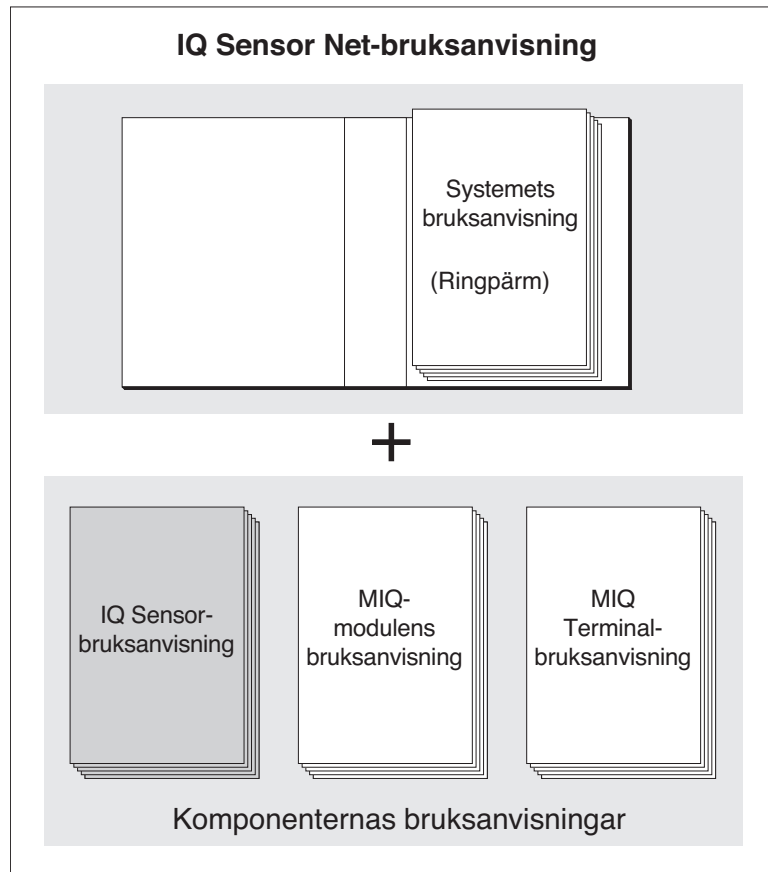 IQ Sensor Net-bruksanvisning
Systemets
bruksanvisning
(Ringpärm)
+
IQ Sensor-
bruksanvisning
MIQ-
modulens
bruksanvisning
MIQ
Terminal-
bruksanvisning
Komponenternas bruksanvisningar